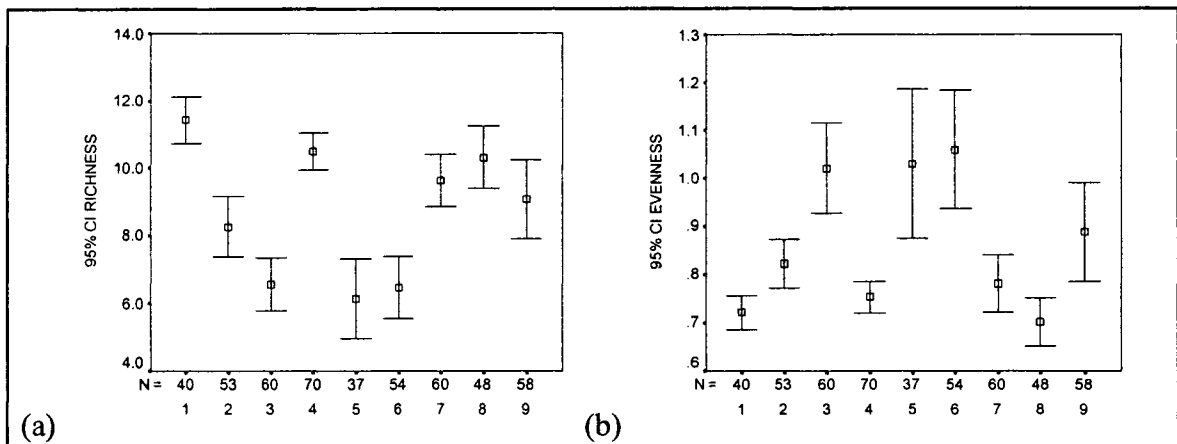 14.0
12.0
10.0
8.0
6.0
4.0
95% CI RICHNESS
N = 40 53 60 70 37 54 60 48 58
1 2 3 4 5 6 7 8 9
(a)
1.3
1.2
1.1
1.0
.9
.8
.7
.6
95% CI EVENNESS
N = 40 53 60 70 37 54 60 48 58
1 2 3 4 5 6 7 8 9
(b)